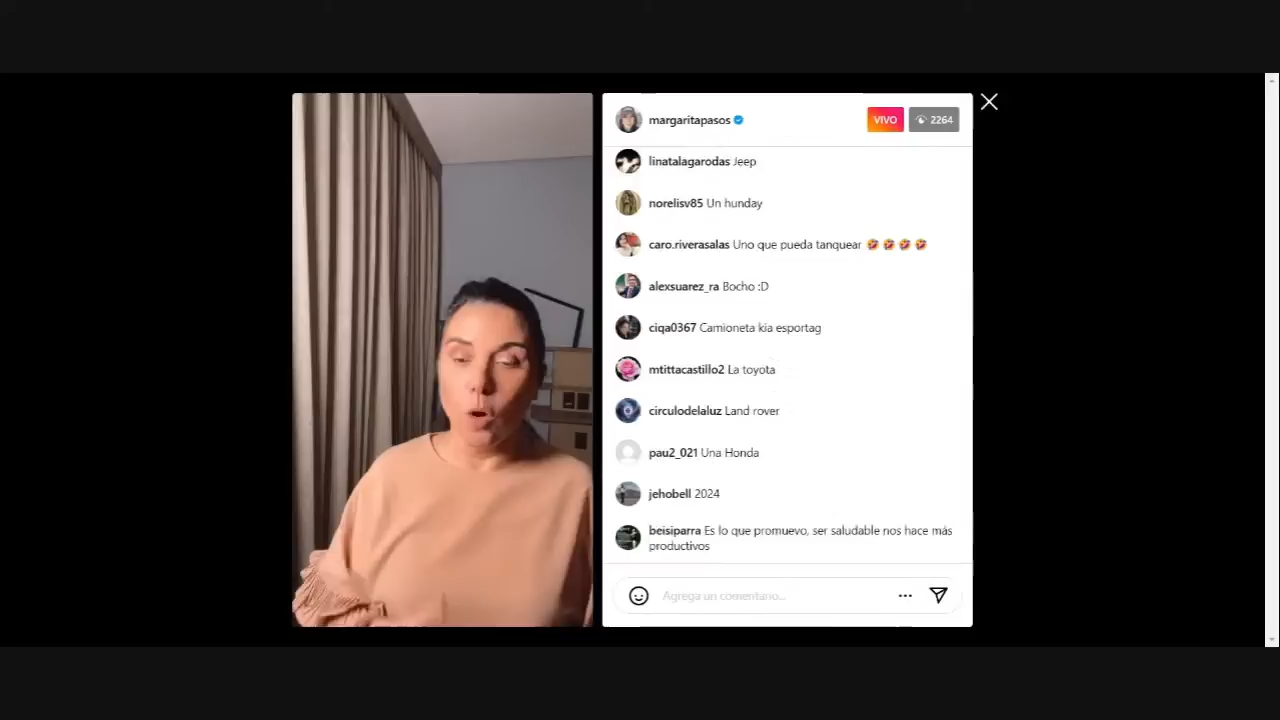 margaritapasos
VIVO
2264
linatalagarodas Jeep
norelisv85 Un hunday
caro.riverasalas Uno que pueda tanquear 🤣 🤣 🤣 🤣
alexsuarez_ra Bocho :D
ciqa0367 Camioneta kia esportag
mtittacastillo2 La toyota
circulodelaluz Land rover
pau2_021 Una Honda
jehobell 2024
beisiparra Es lo que promuevo, ser saludable nos hace más
productivos
Agrega un comentario...